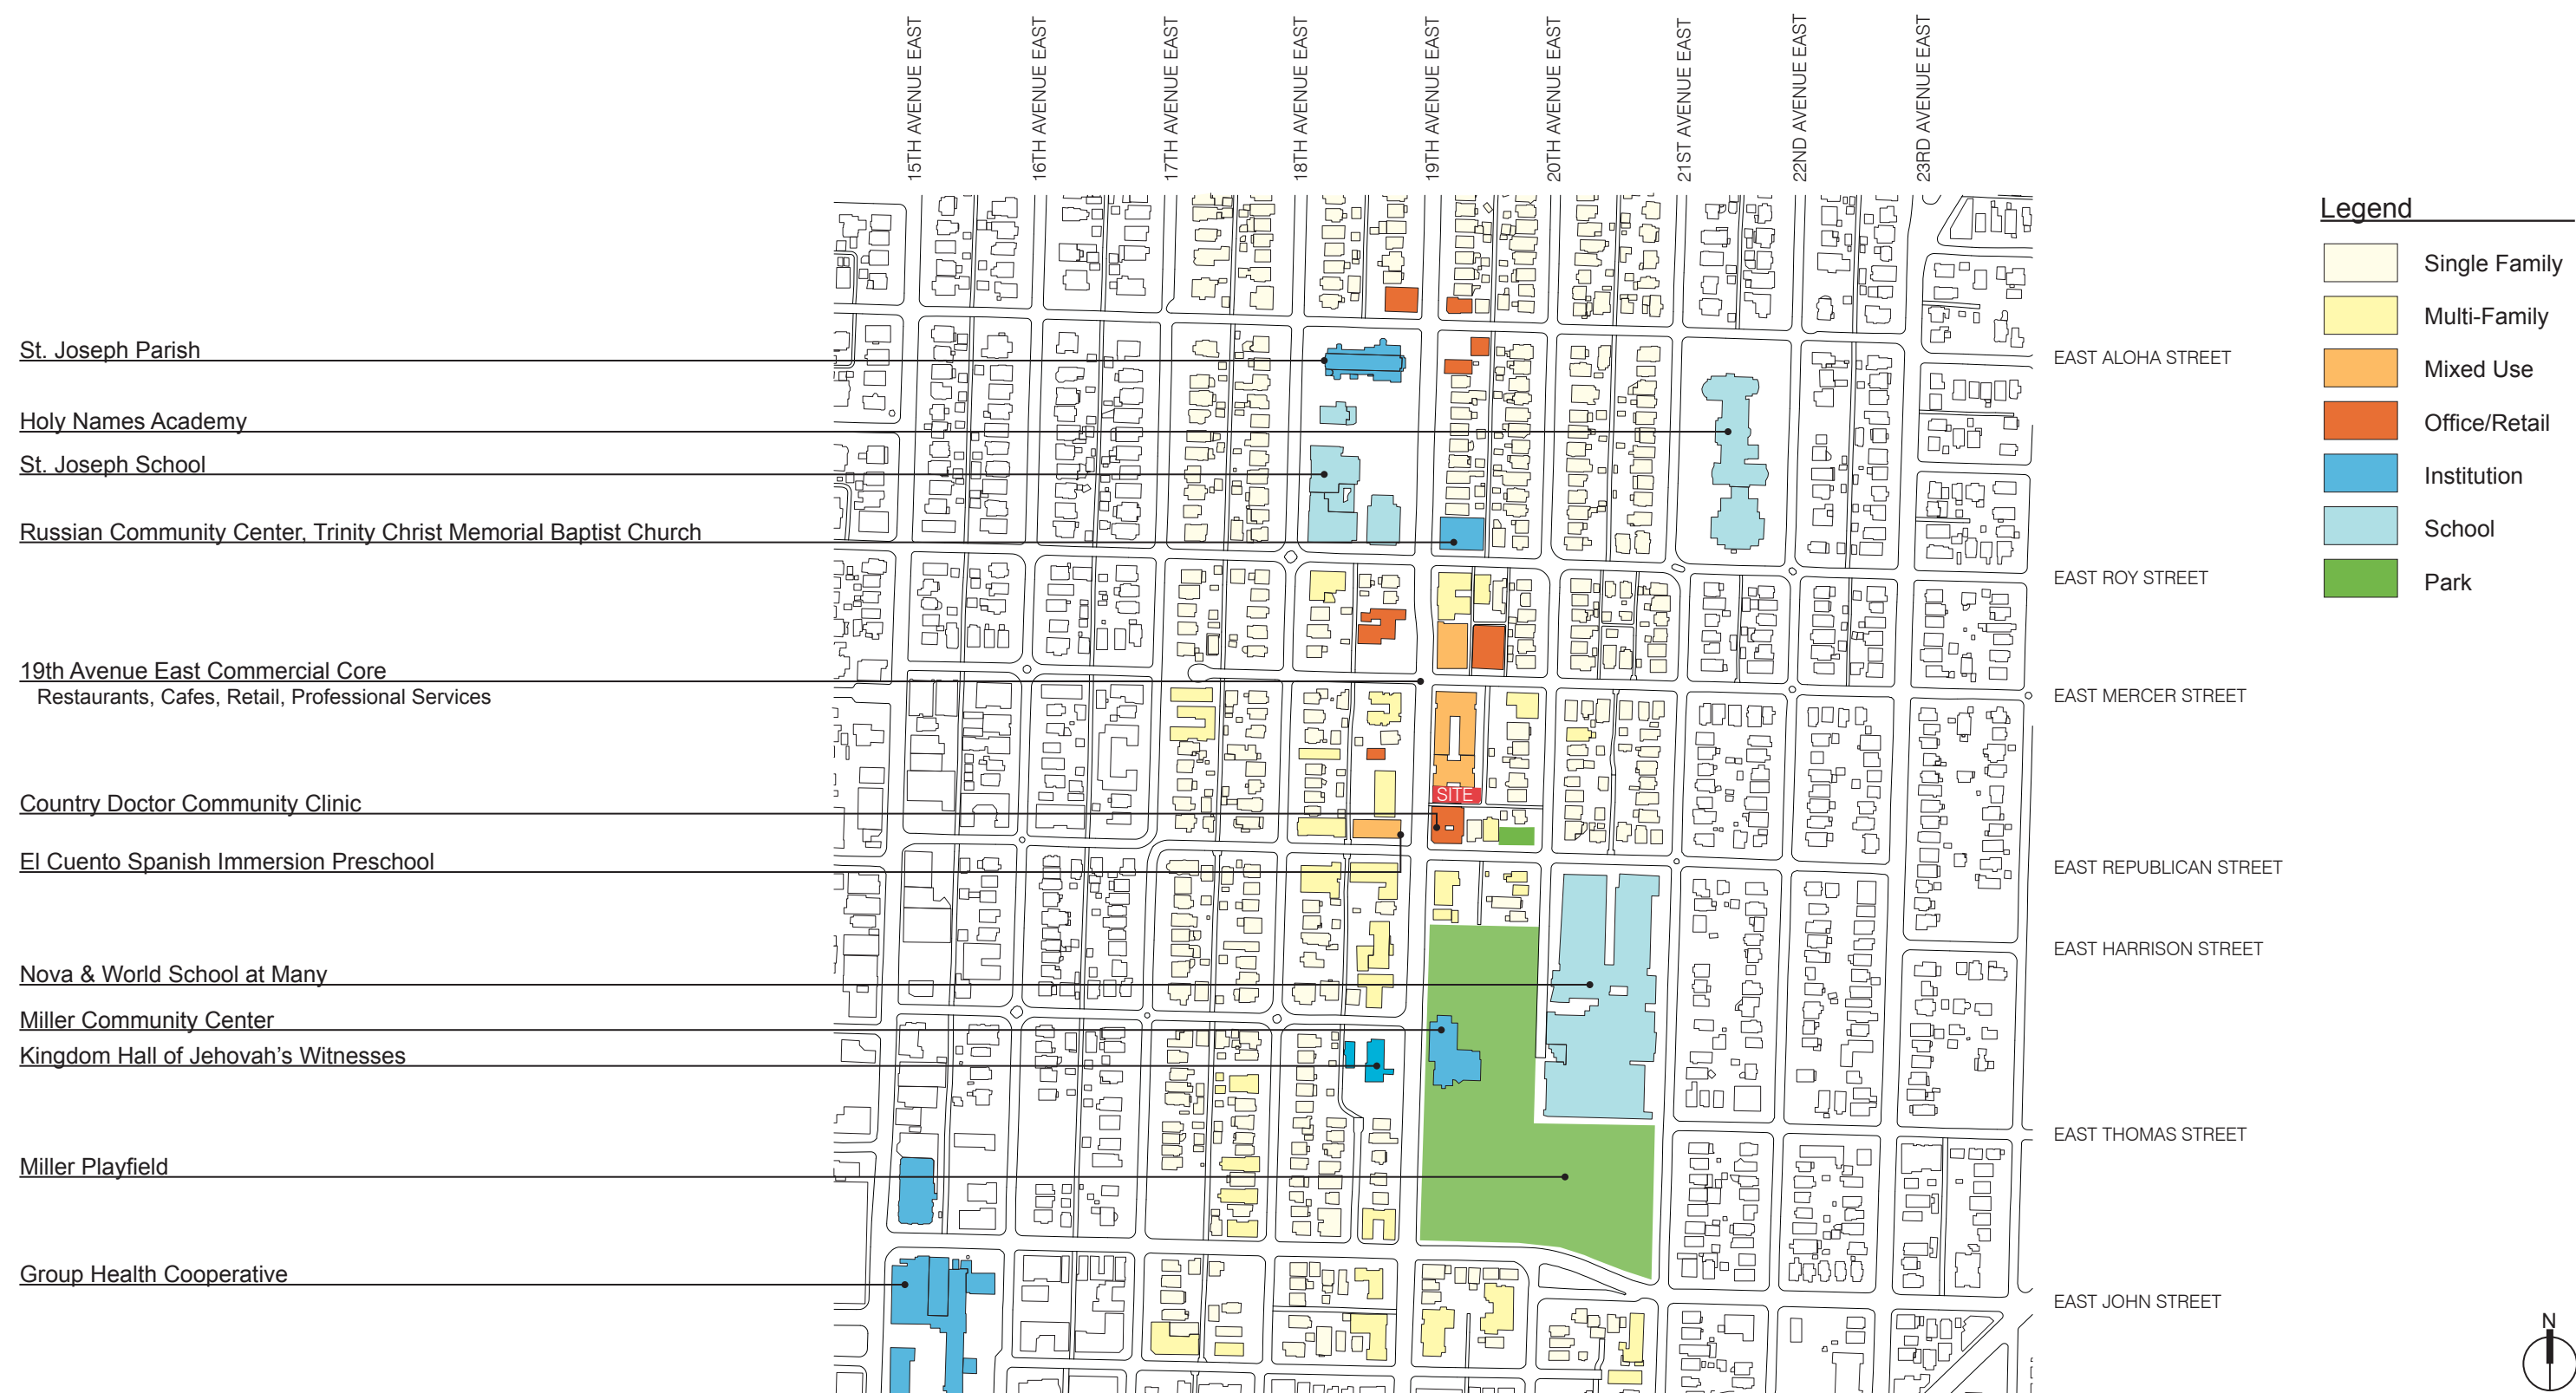 15TH AVENUE EAST
16TH AVENUE EAST
17TH AVENUE EAST
18TH AVENUE EAST
19TH AVENUE EAST
20TH AVENUE EAST
21ST AVENUE EAST
22ND AVENUE EAST
23RD AVENUE EAST
St. Joseph Parish
Holy Names Academy
St. Joseph School
Russian Community Center, Trinity Christ Memorial Baptist Church
19th Avenue East Commercial Core
Restaurants, Cafes, Retail, Professional Services
Country Doctor Community Clinic
El Cuento Spanish Immersion Preschool
Nova & World School at Many
Miller Community Center
Kingdom Hall of Jehovah's Witnesses
Miller Playfield
Group Health Cooperative
SITE
EAST ALOHA STREET
EAST ROY STREET
EAST MERCER STREET
EAST REPUBLICAN STREET
EAST HARRISON STREET
EAST THOMAS STREET
EAST JOHN STREET
Legend
Single Family
Multi-Family
Mixed Use
Office/Retail
Institution
School
Park
N